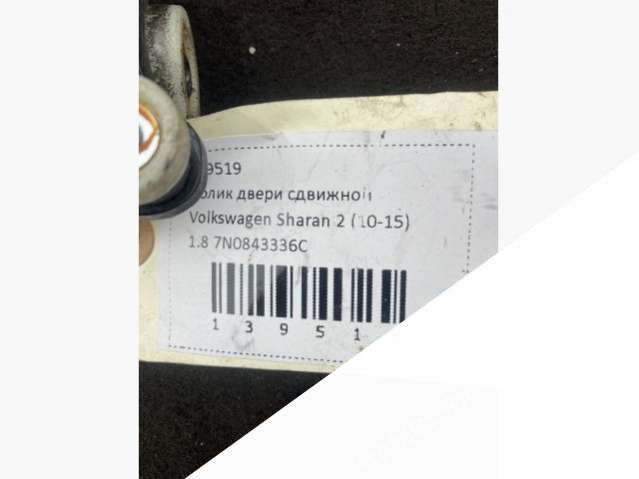 9519
олик двери сдвижной
Volkswagen Sharan 2 (10-15)
1.8 7N0843336C
1 3 9 5 1